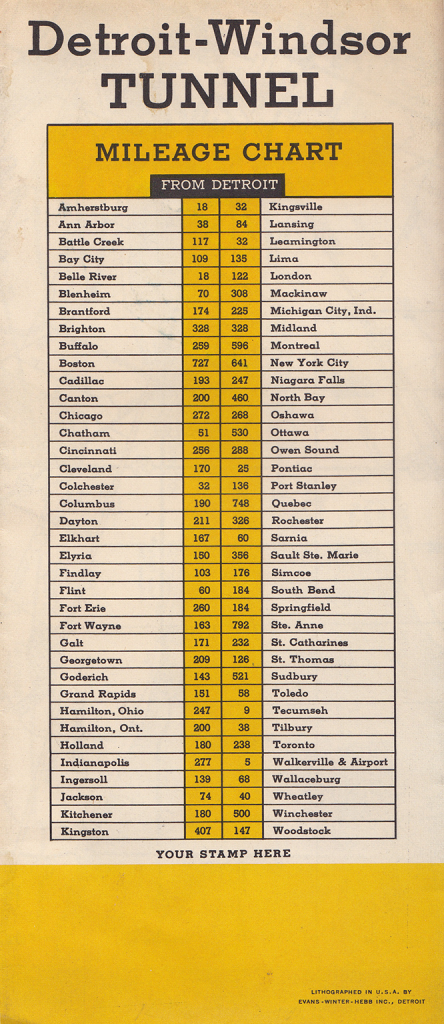 Detroit-Windsor
TUNNEL
MILEAGE CHART
FROM DETROIT
Amherstburg 18 32 Kingsville
Ann Arbor 38 84 Lansing
Battle Creek 117 32 Leamington
Bay City 109 135 Lima
Belle River 18 122 London
Blenheim 70 308 Mackinaw
Brantford 174 225 Michigan City, Ind.
Brighton 328 328 Midland
Buffalo 259 596 Montreal
Boston 727 641 New York City
Cadillac 193 247 Niagara Falls
Canton 200 460 North Bay
Chicago 272 268 Oshawa
Chatham 51 530 Ottawa
Cincinnati 256 288 Owen Sound
Cleveland 170 25 Pontiac
Colchester 32 136 Port Stanley
Columbus 190 748 Quebec
Dayton 211 326 Rochester
Elkhart 167 60 Sarnia
Elyria 150 356 Sault Ste. Marie
Findlay 103 176 Simcoe
Flint 60 184 South Bend
Fort Erie 260 184 Springfield
Fort Wayne 163 792 Ste. Anne
Galt 171 232 St. Catharines
Georgetown 209 126 St. Thomas
Goderich 143 521 Sudbury
Grand Rapids 151 58 Toledo
Hamilton, Ohio 247 9 Tecumseh
Hamilton, Ont. 200 38 Tilbury
Holland 180 238 Toronto
Indianapolis 277 5 Walkerville & Airport
Ingersoll 139 68 Wallaceburg
Jackson 74 40 Wheatley
Kitchener 180 500 Winchester
Kingston 407 147 Woodstock
YOUR STAMP HERE
LITHOGRAPHED IN U.S.A. BY
EVANS-WINTER-HEBB INC., DETROIT